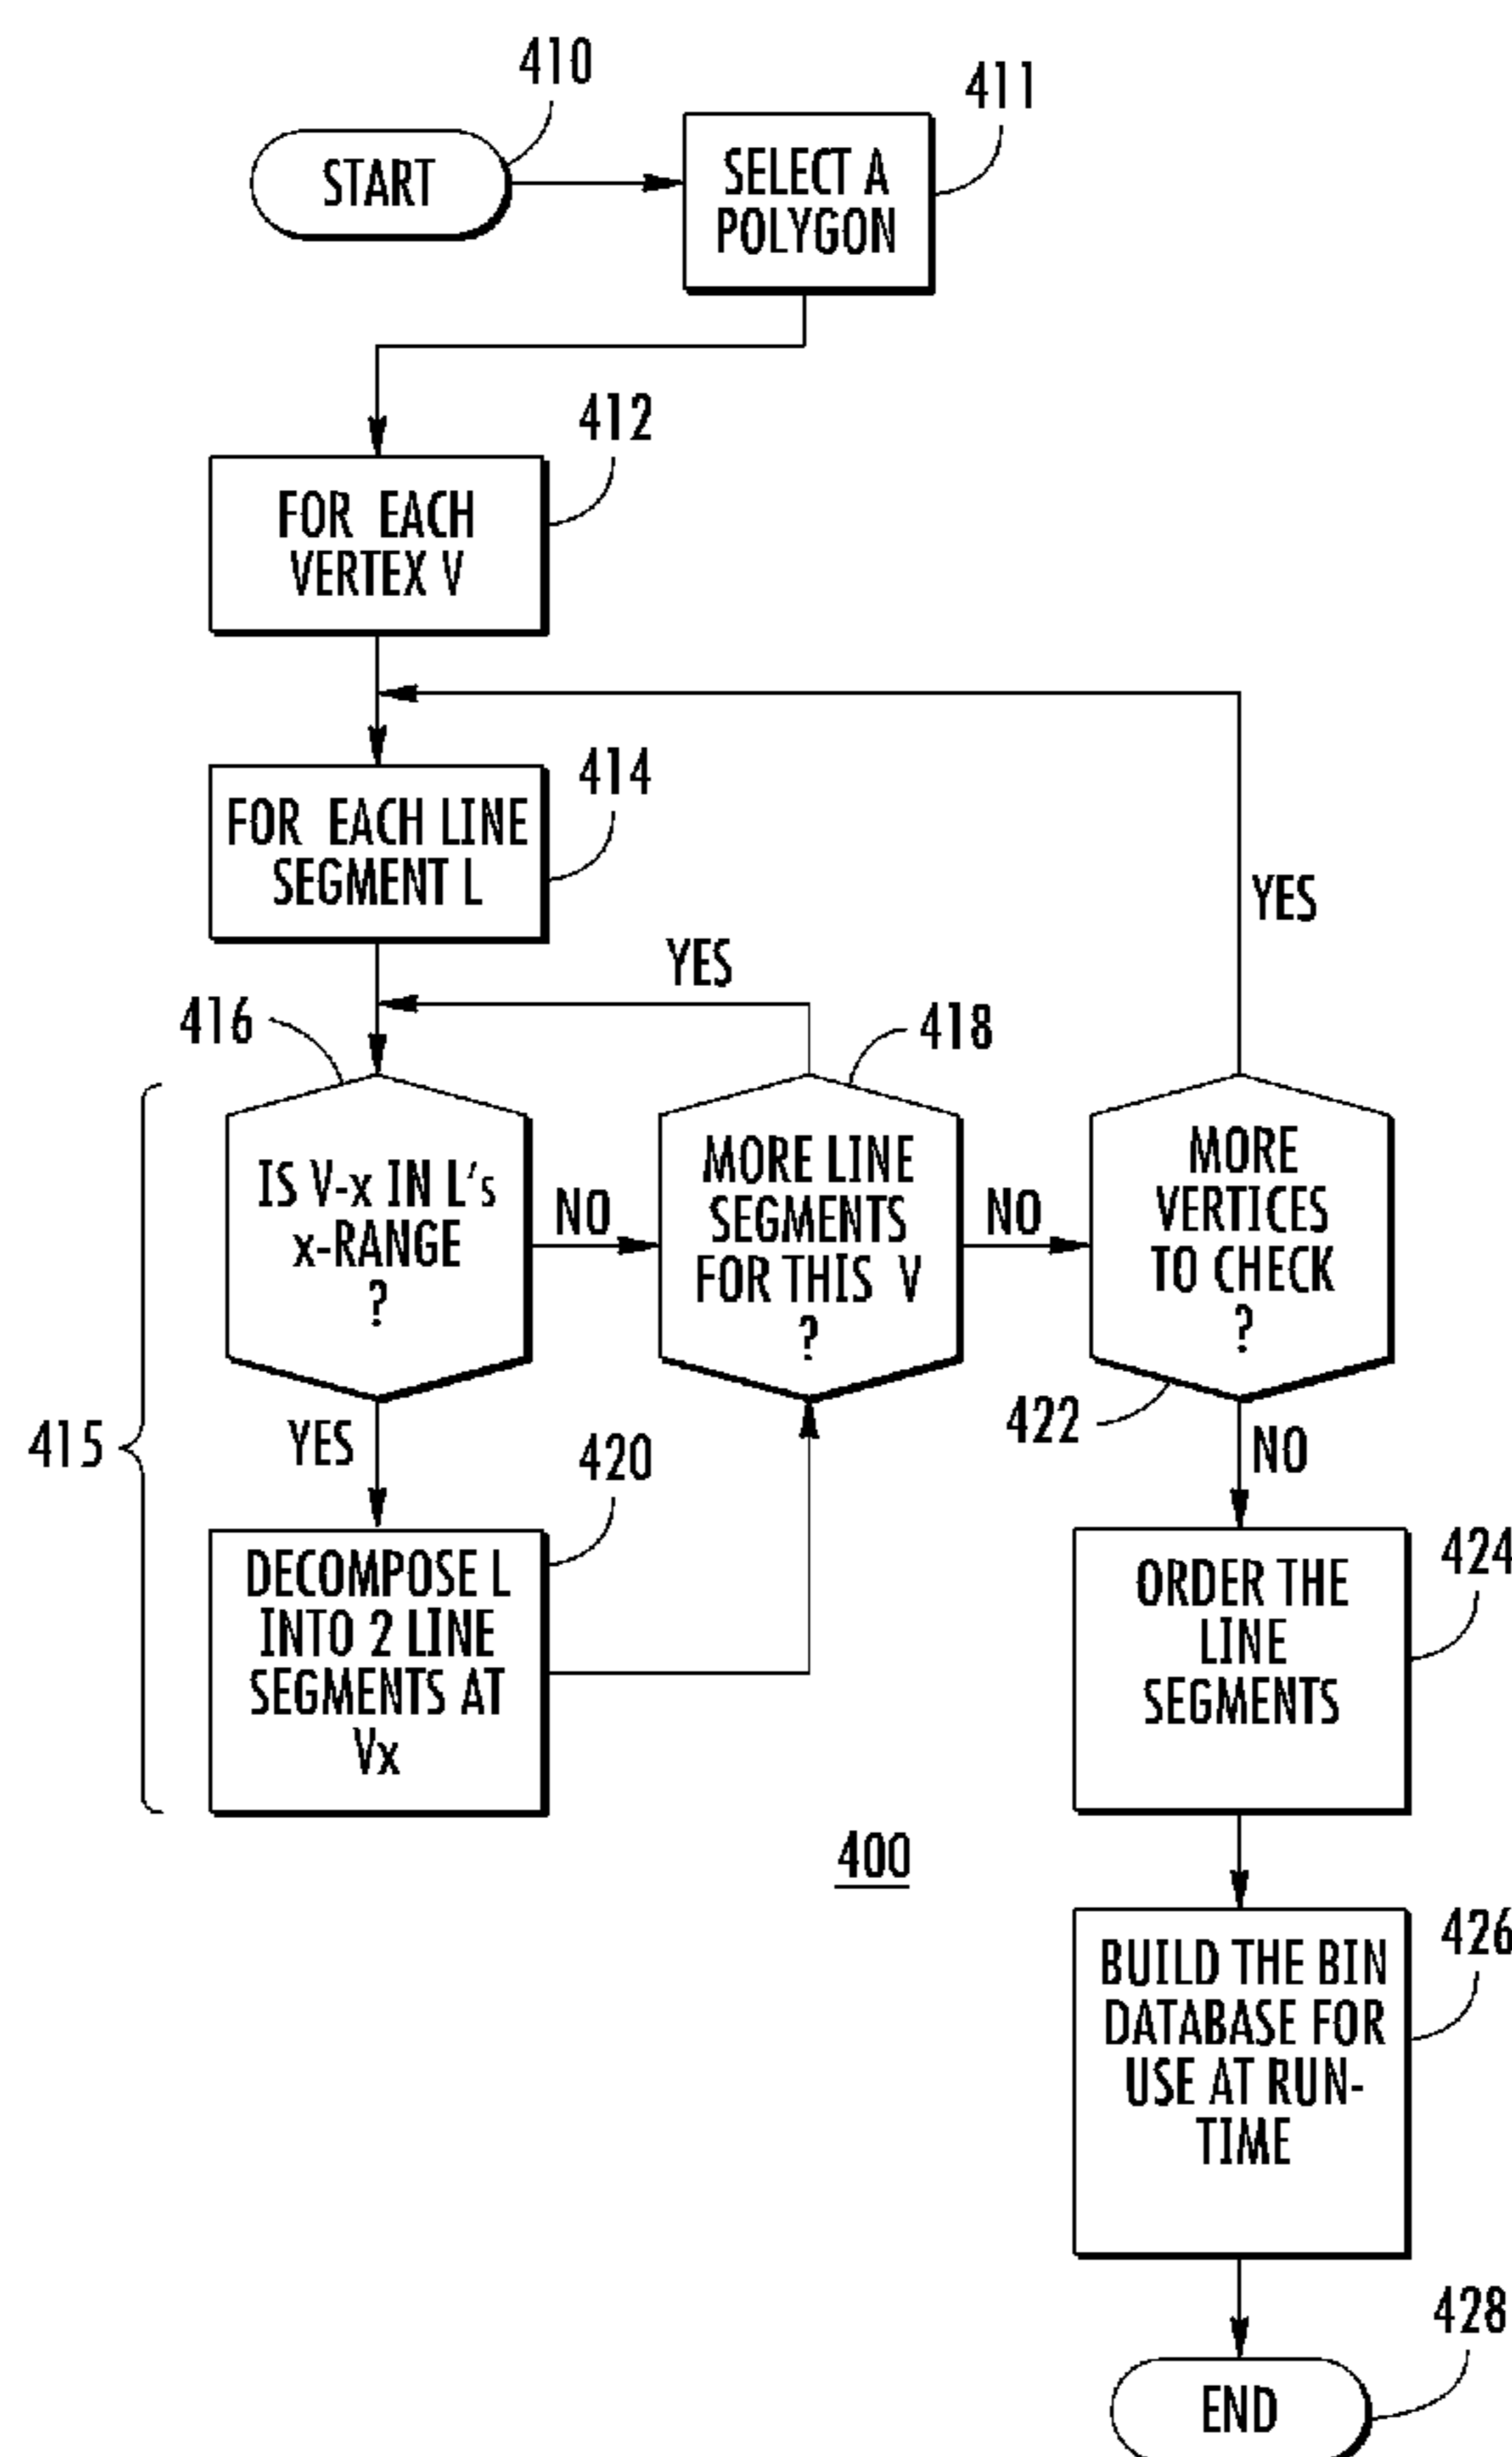 410
START
411
SELECT A
POLYGON
412
FOR EACH
VERTEX V
414
FOR EACH LINE
SEGMENT L
YES
YES
416
418
IS V-x IN L's
x-RANGE
?
NO
MORE LINE
SEGMENTS
FOR THIS V
?
NO
MORE
VERTICES
TO CHECK
?
422
415
YES
NO
420
DECOMPOSE L
INTO 2 LINE
SEGMENTS AT
Vx
424
ORDER THE
LINE
SEGMENTS
400
426
BUILD THE BIN
DATABASE FOR
USE AT RUN-
TIME
428
END